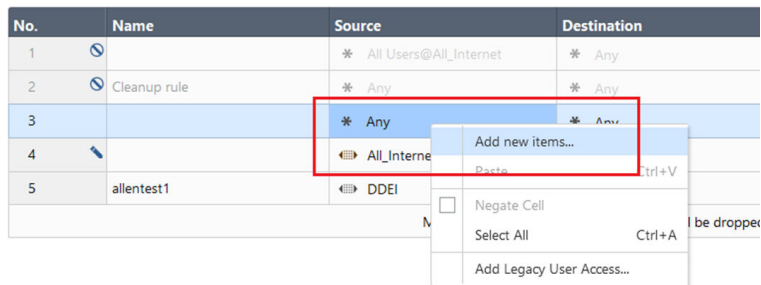 No. Name Source Destination
1 * All Users@All_Internet * Any
2 Cleanup rule * Any * Any
3 * Any * Any
Add new items...
4 All_Interne
Paste Ctrl+V
5 allentest1 DDEI
Negate Cell
M l be dropped
Select All Ctrl+A
Add Legacy User Access...